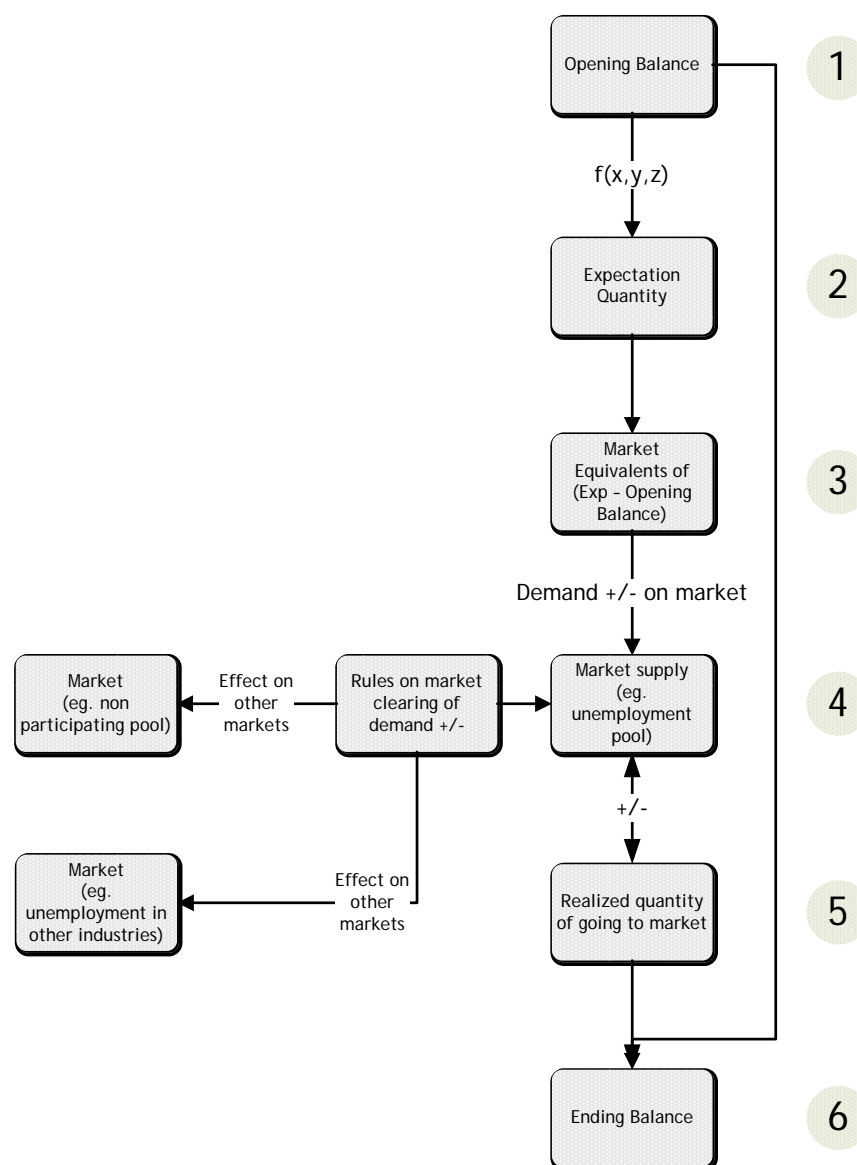 Opening Balance
1
f(x,y,z)
Expectation
Quantity
2
Market
Equivalents of
(Exp – Opening
Balance)
3
Demand +/- on market
Market
(eg. non
participating pool)
Effect on
other
markets
Rules on market
clearing of
demand +/-
Market supply
(eg.
unemployment
pool)
4
+/-
Market
(eg.
unemployment in
other industries)
Effect on
other
markets
Realized quantity
of going to market
5
Ending Balance
6